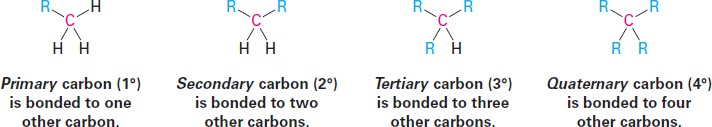 R H R R R R R R
C C C C
H H H H R H R R
Primary carbon (1°) Secondary carbon (2°) Tertiary carbon (3°) Quaternary carbon (4°)
is bonded to one is bonded to two is bonded to three is bonded to four
other carbon. other carbons. other carbons. other carbons.